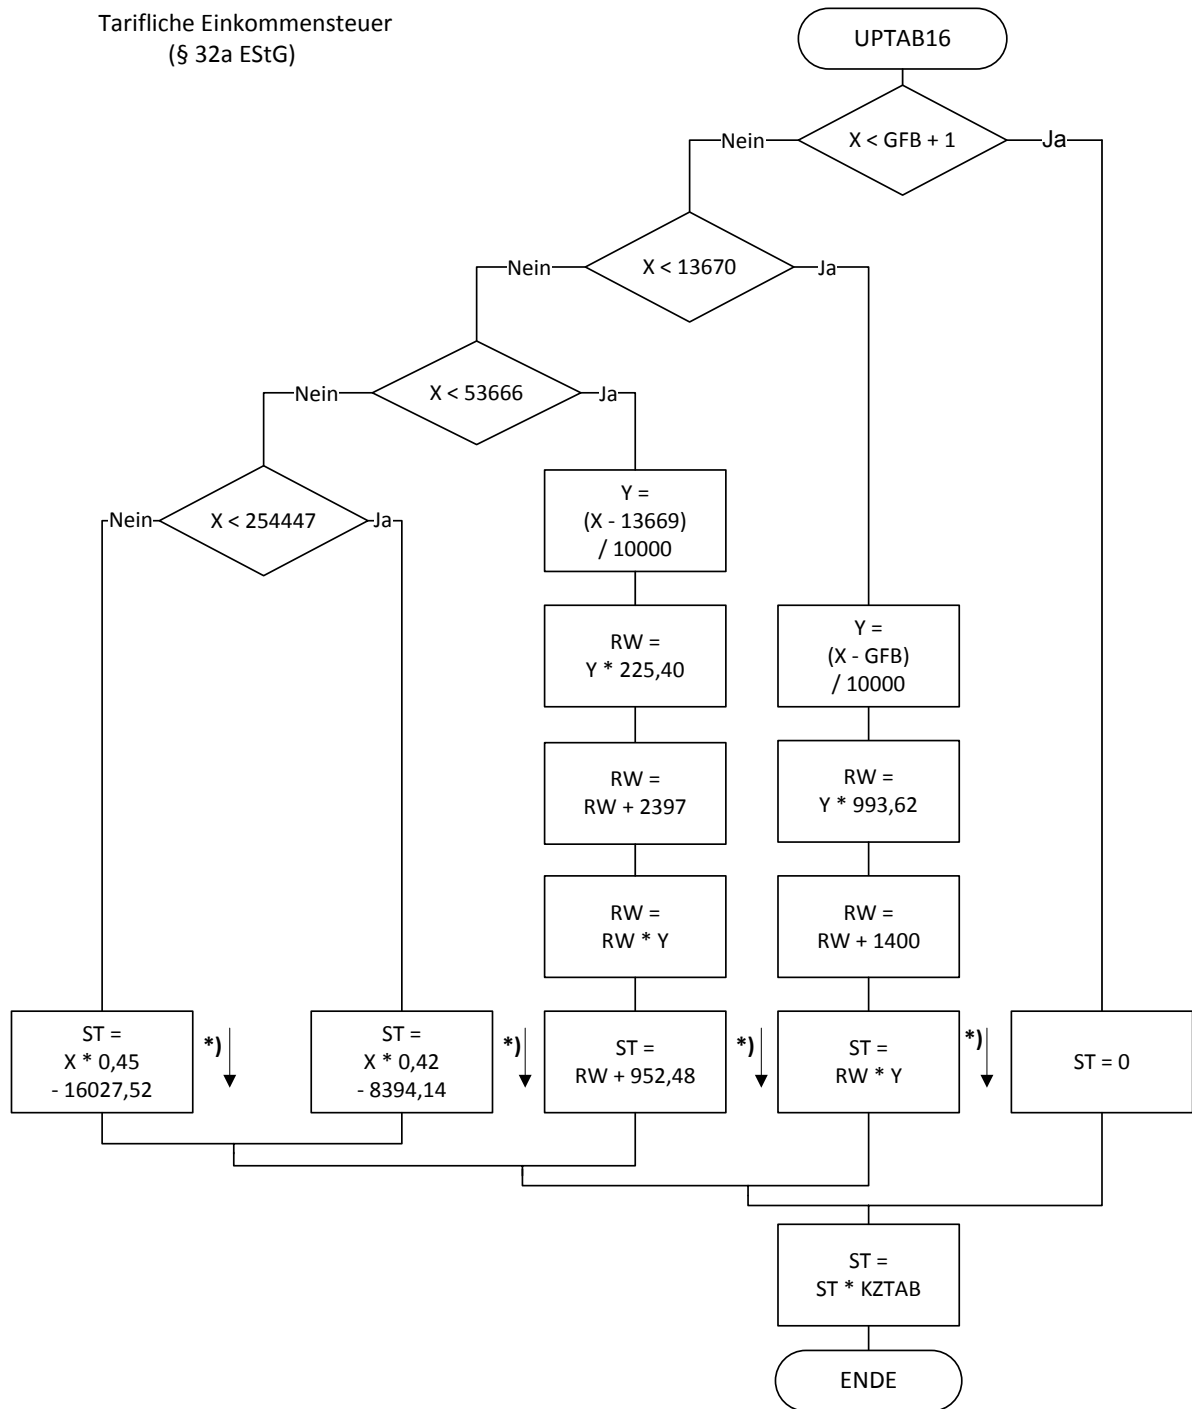 Tarifliche Einkommensteuer
(§ 32a EStG)
UPTAB16
X < GFB + 1
Nein
Ja
X < 13670
Nein
Ja
X < 53666
Nein
Ja
X < 254447
Nein
Ja
Y =
(X - 13669)
/ 10000
RW =
Y * 225,40
RW =
RW + 2397
RW =
RW * Y
Y =
(X - GFB)
/ 10000
RW =
Y * 993,62
RW =
RW + 1400
ST =
X * 0,45
- 16027,52
*)
ST =
X * 0,42
- 8394,14
*)
ST =
RW + 952,48
*)
ST =
RW * Y
*)
ST = 0
ST =
ST * KZTAB
ENDE